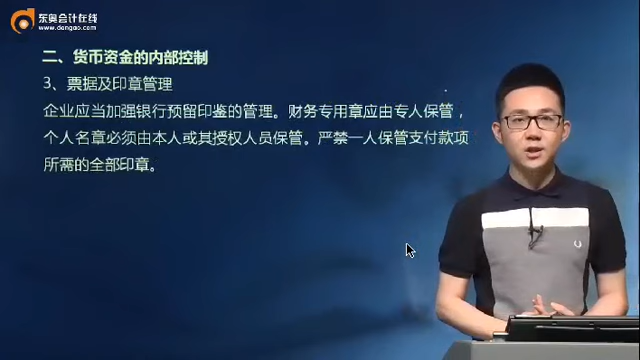 东奥会计在线
www.dongao.com
二、货币资金的内部控制
3、票据及印章管理
企业应当加强银行预留印鉴的管理。财务专用章应由专人保管，
个人名章必须由本人或其授权人员保管。严禁一人保管支付款项
所需的全部印章。